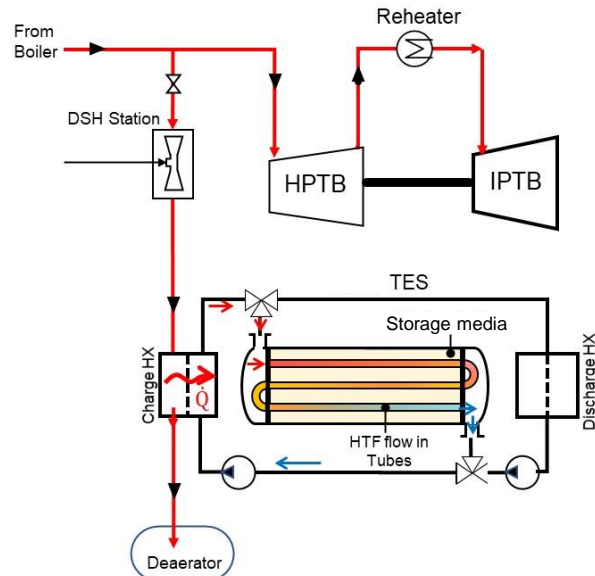 From
Boiler
Reheater
DSH Station
HPTB
IPTB
TES
Storage media
Charge HX
Q̇
Discharge HX
HTF flow in
Tubes
Deaerator